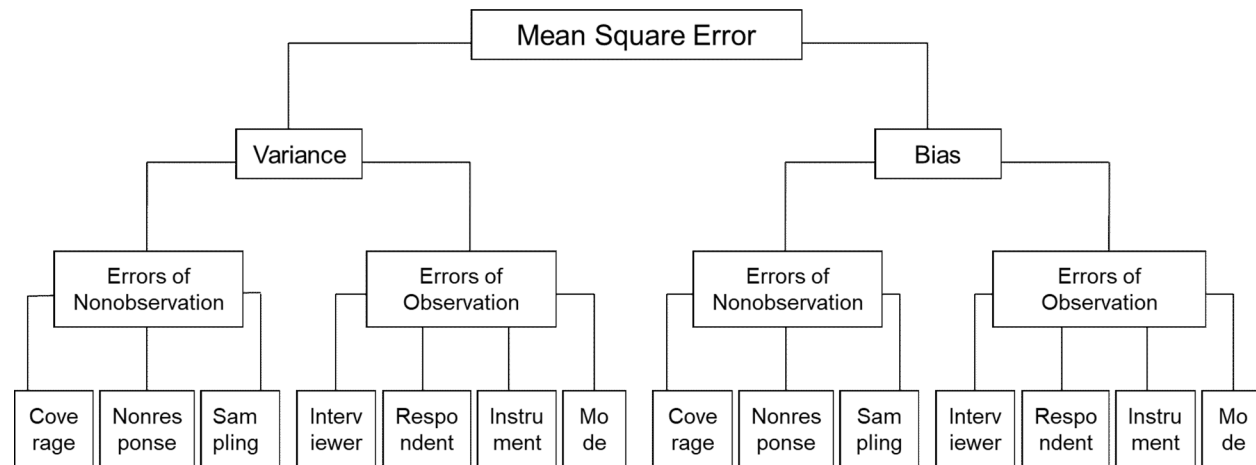 Mean Square Error
Variance
Bias
Errors of
Nonobservation
Errors of
Observation
Errors of
Nonobservation
Errors of
Observation
Cove
rage
Nonres
ponse
Sam
pling
Interv
iewer
Respo
ndent
Instru
ment
Mo
de
Cove
rage
Nonres
ponse
Sam
pling
Interv
iewer
Respo
ndent
Instru
ment
Mo
de